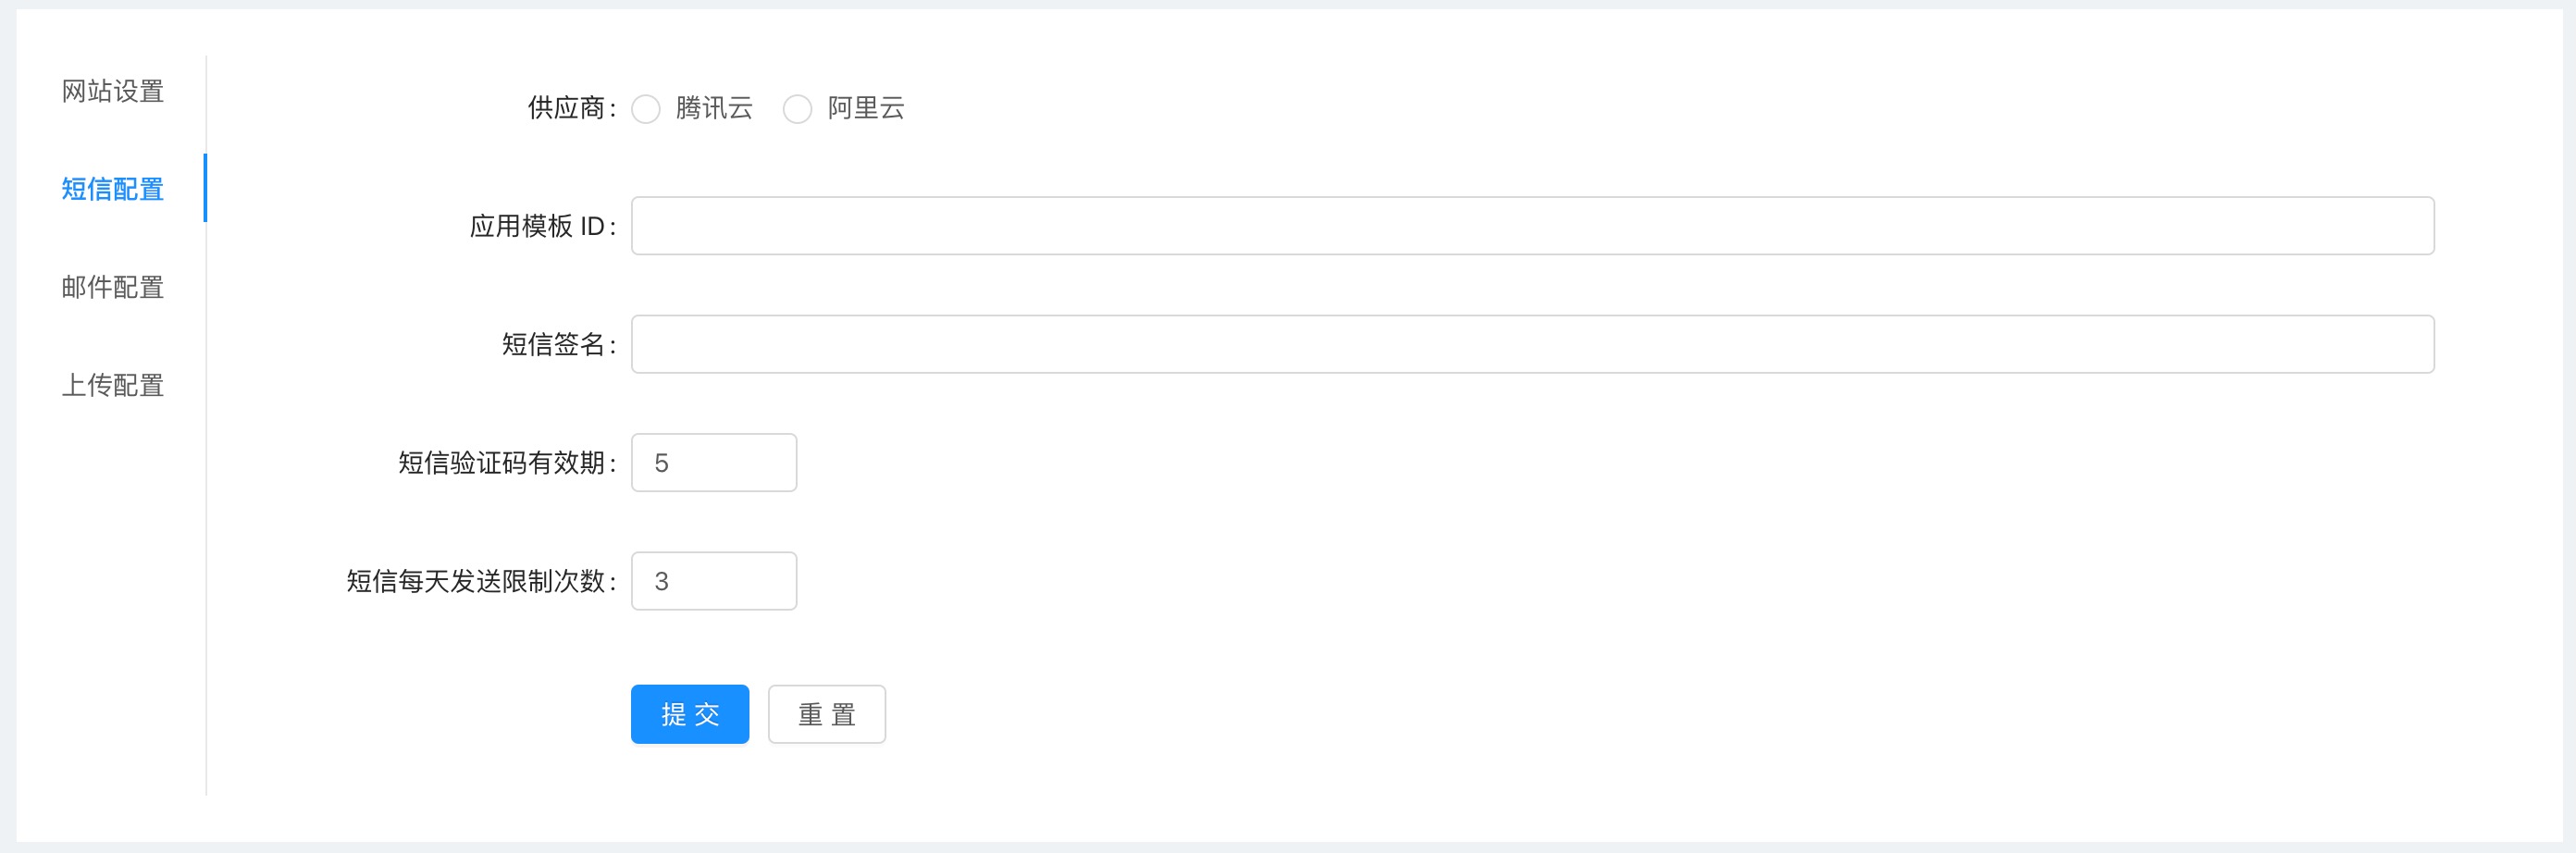 网站设置
短信配置
邮件配置
上传配置
供应商: 腾讯云 阿里云
应用模板 ID:
短信签名:
短信验证码有效期: 5
短信每天发送限制次数: 3
提 交 重 置